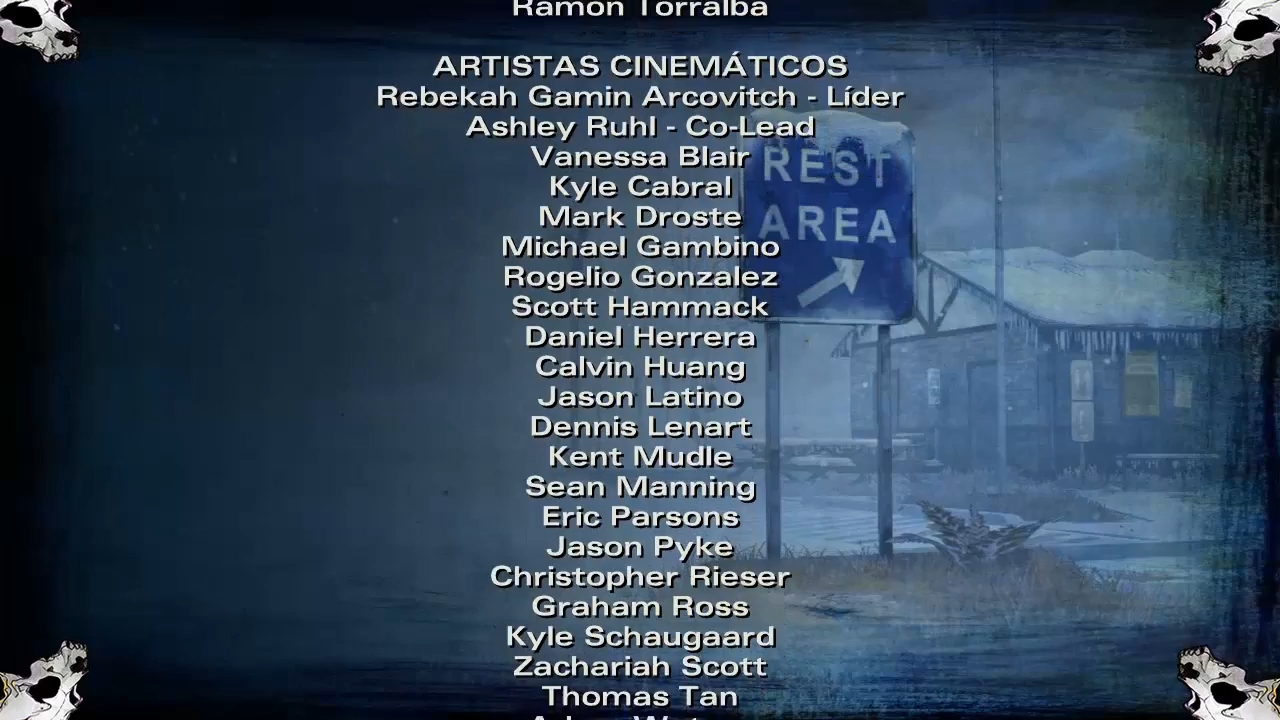 Ramon Torralba
ARTISTAS CINEMÁTICOS
Rebekah Gamin Arcovitch - Líder
Ashley Ruhl - Co-Lead
Vanessa Blair
Kyle Cabral
Mark Droste
Michael Gambino
Rogelio Gonzalez
Scott Hammack
Daniel Herrera
Calvin Huang
Jason Latino
Dennis Lenart
Kent Mudle
Sean Manning
Eric Parsons
Jason Pyke
Christopher Rieser
Graham Ross
Kyle Schaugaard
Zachariah Scott
Thomas Tan
REST
AREA